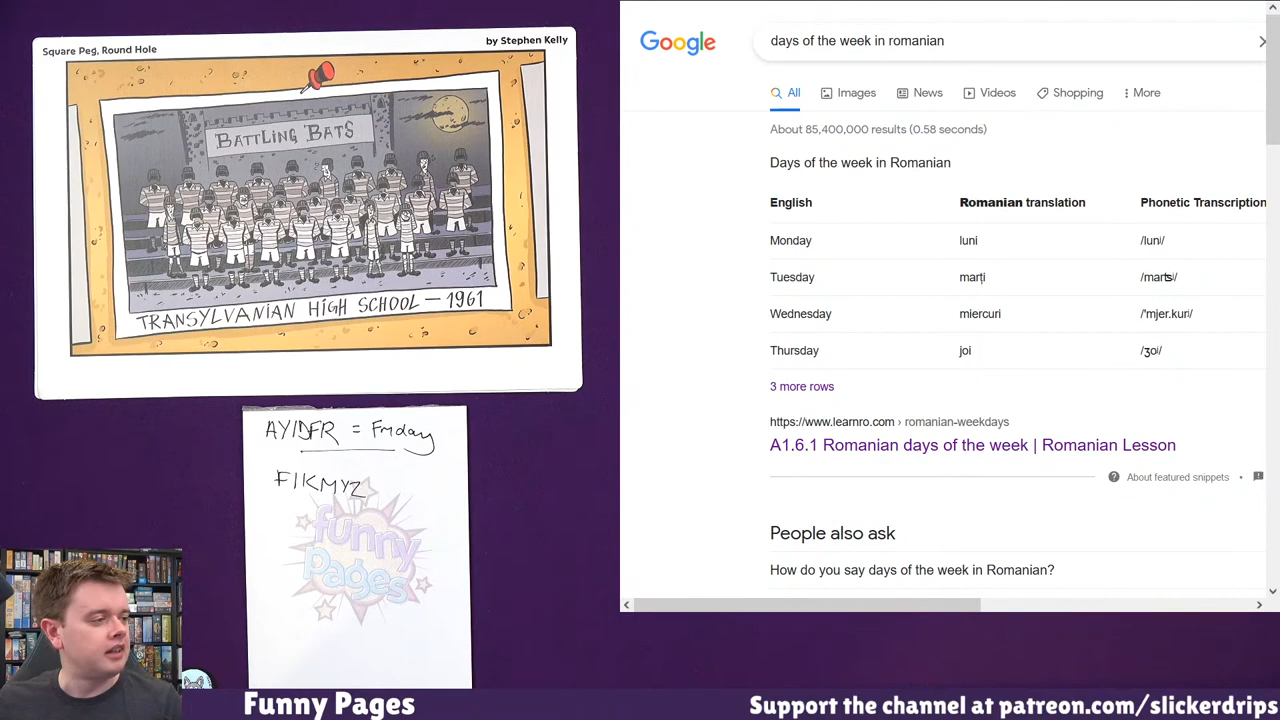 Square Peg, Round Hole
by Stephen Kelly
BATTLING BATS
TRANSYLVANIAN HIGH SCHOOL — 1961
AYIDFR = Friday
FIKMYZ
funny
pages
Funny Pages
Google
days of the week in romanian
All
Images
News
Videos
Shopping
More
About 85,400,000 results (0.58 seconds)
Days of the week in Romanian
English Romanian translation Phonetic Transcription
Monday luni /lunʲ/
Tuesday marți /martsʲ/
Wednesday miercuri /'mjer.kurʲ/
Thursday joi /ʒoʲ/
3 more rows
https://www.learnro.com › romanian-weekdays
A1.6.1 Romanian days of the week | Romanian Lesson
About featured snippets
People also ask
How do you say days of the week in Romanian?
Support the channel at patreon.com/slickerdrips